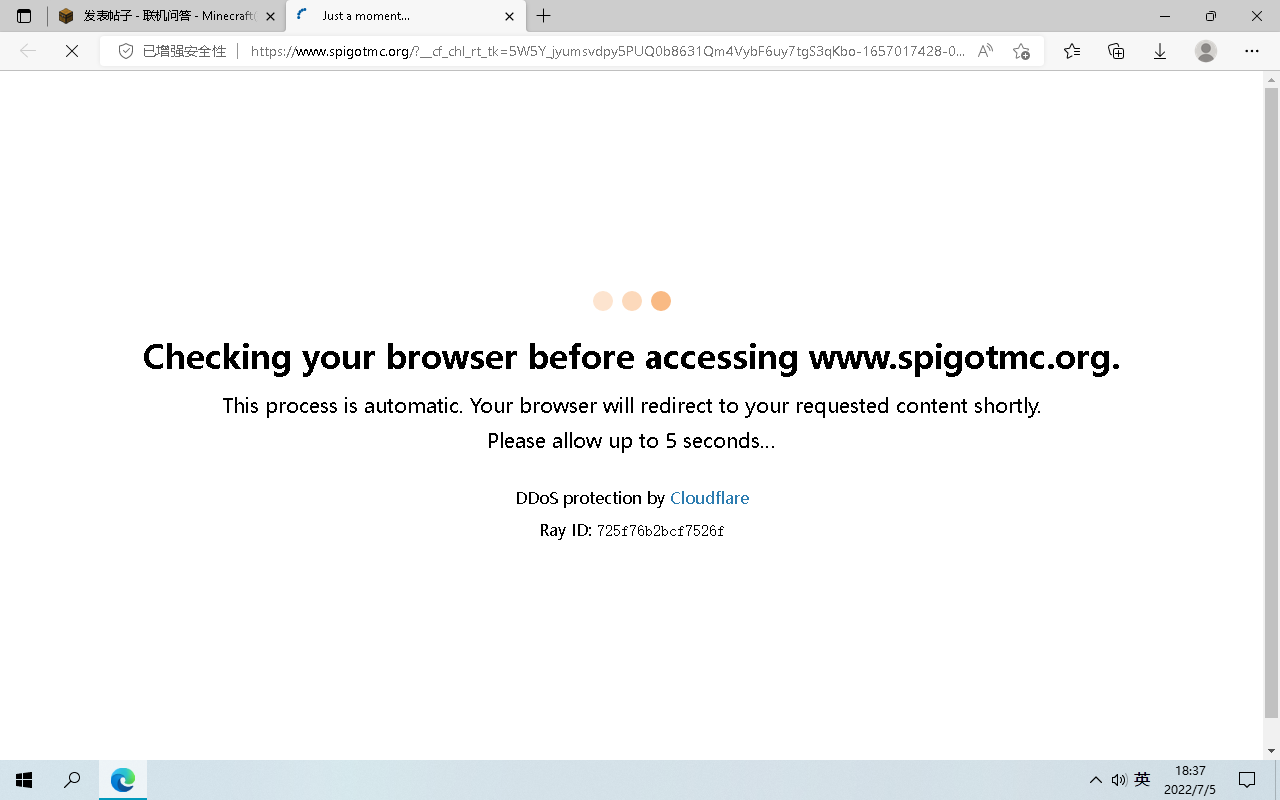 发表帖子 - 联机问答 - Minecraft(
Just a moment...
已增强安全性
https://www.spigotmc.org/?__cf_chl_rt_tk=5W5Y_jyumsvdpy5PUQ0b8631Qm4VybF6uy7tgS3qKbo-1657017428-0...
Checking your browser before accessing www.spigotmc.org.
This process is automatic. Your browser will redirect to your requested content shortly.
Please allow up to 5 seconds...
DDoS protection by Cloudflare
Ray ID: 725f76b2bcf7526f
英
18:37
2022/7/5